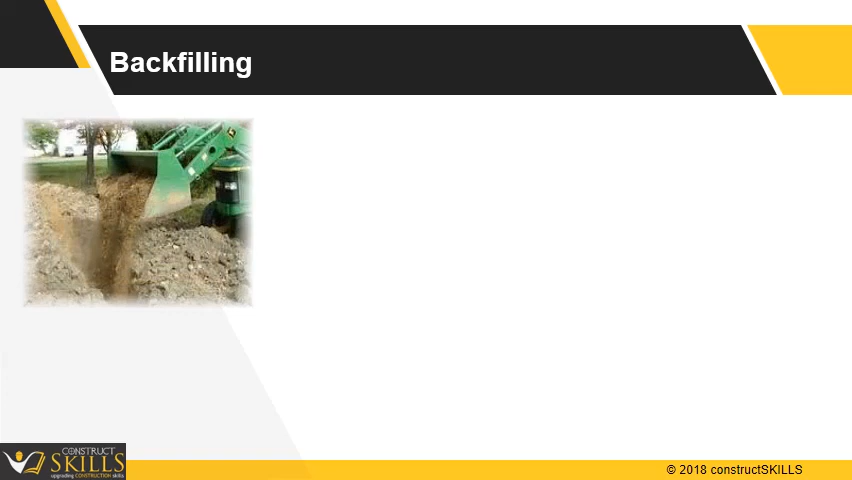 Backfilling
CONSTRUCT
SKILLS
upgrading CONSTRUCTION skills
© 2018 constructSKILLS